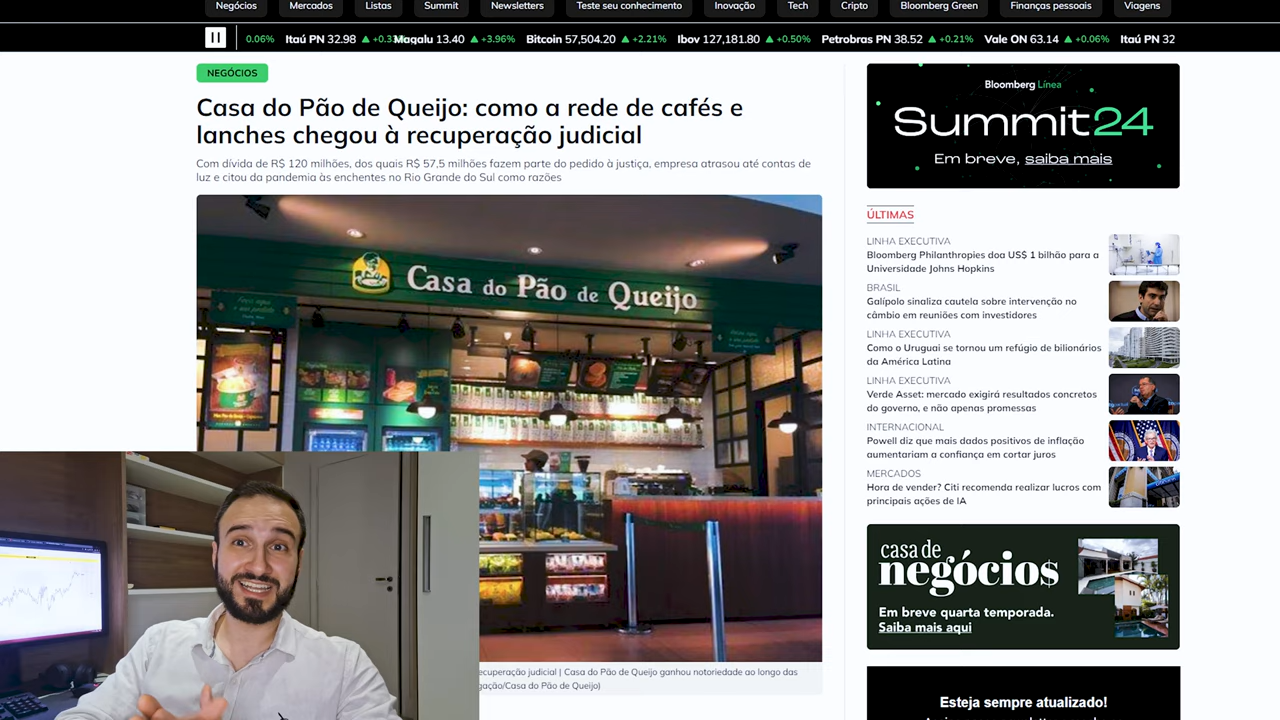 Negócios
Mercados
Listas
Summit
Newsletters
Teste seu conhecimento
Inovação
Tech
Cripto
Bloomberg Green
Finanças pessoais
Viagens
0.06% Itaú PN 32.98 Magalu 13.40 +3.96% Bitcoin 57,504.20 +2.21% Ibov 127,181.80 +0.50% Petrobras PN 38.52 +0.21% Vale ON 63.14 +0.06% Itaú PN 32
NEGÓCIOS
Casa do Pão de Queijo: como a rede de cafés e
lanches chegou à recuperação judicial
Com dívida de R$ 120 milhões, dos quais R$ 57,5 milhões fazem parte do pedido à justiça, empresa atrasou até contas de
luz e citou da pandemia às enchentes no Rio Grande do Sul como razões
Casa do Pão de Queijo
ecuperação judicial | Casa do Pão de Queijo ganhou notoriedade ao longo das
gação/Casa do Pão de Queijo)
Bloomberg Línea
Summit24
Em breve, saiba mais
ÚLTIMAS
LINHA EXECUTIVA
Bloomberg Philanthropies doa US$ 1 bilhão para a
Universidade Johns Hopkins
BRASIL
Galípolo sinaliza cautela sobre intervenção no
câmbio em reuniões com investidores
LINHA EXECUTIVA
Como o Uruguai se tornou um refúgio de bilionários
da América Latina
LINHA EXECUTIVA
Verde Asset: mercado exigirá resultados concretos
do governo, e não apenas promessas
INTERNACIONAL
Powell diz que mais dados positivos de inflação
aumentariam a confiança em cortar juros
MERCADOS
Hora de vender? Citi recomenda realizar lucros com
principais ações de IA
casa de
negócios
Em breve quarta temporada.
Saiba mais aqui
Esteja sempre atualizado!